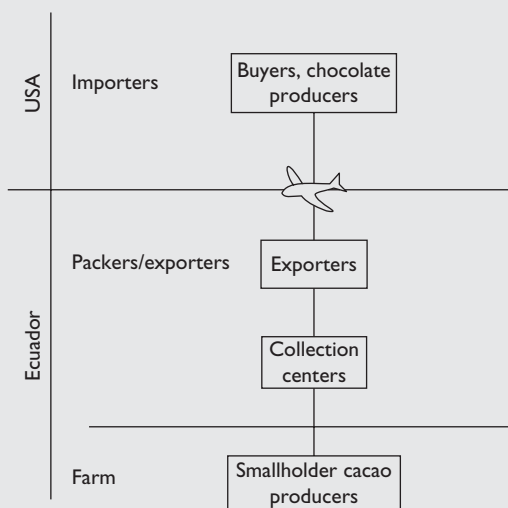 USA
Importers
Buyers, chocolate
producers
Ecuador
Packers/exporters
Exporters
Collection
centers
Farm
Smallholder cacao
producers